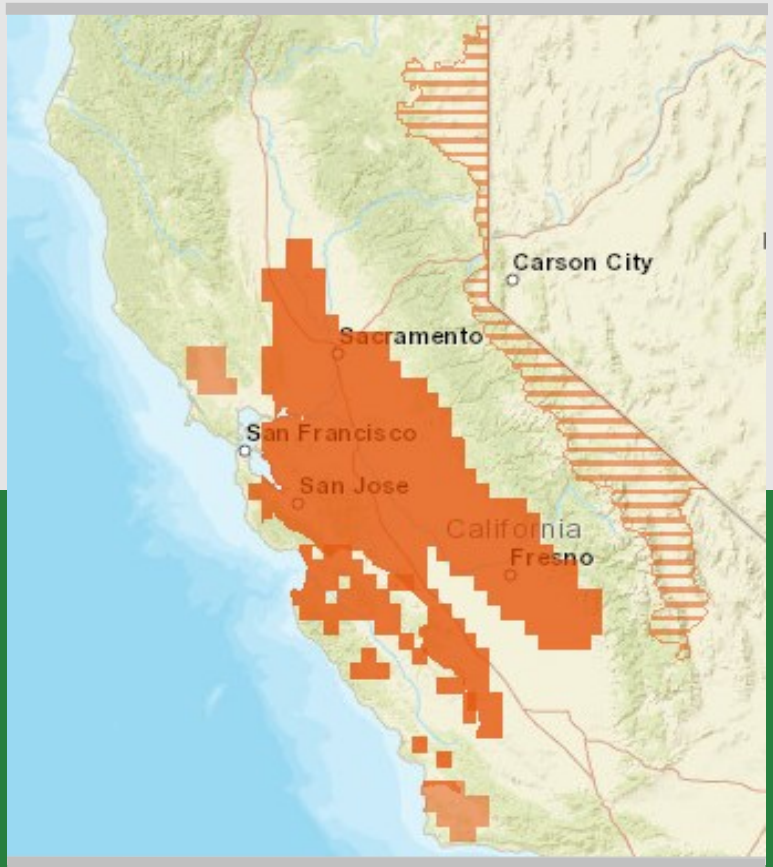 Carson City
Sacramento
San Francisco
San Jose
California
Fresno